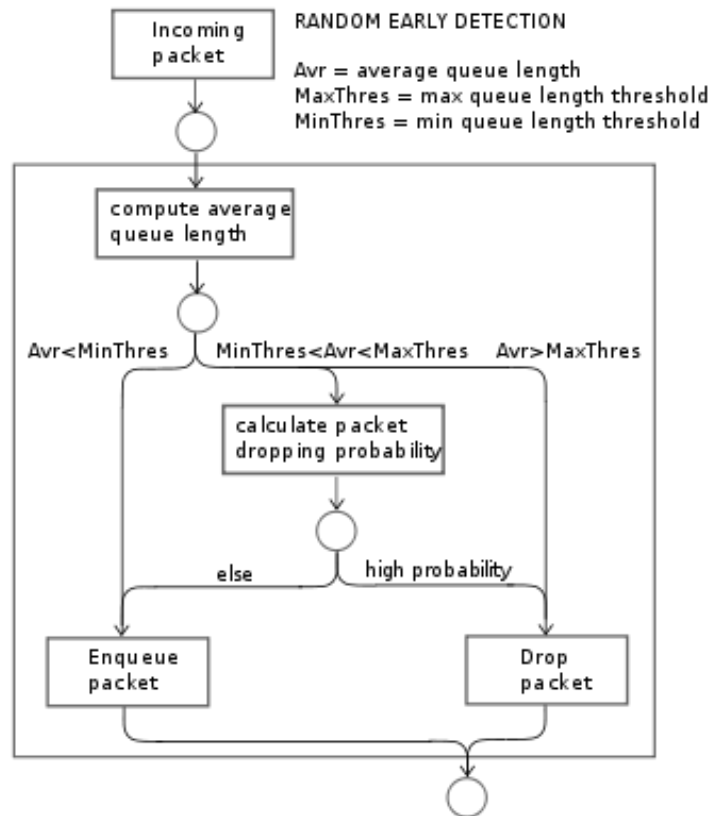 Incoming
packet
RANDOM EARLY DETECTION
Avr = average queue length
MaxThres = max queue length threshold
MinThres = min queue length threshold
compute average
queue length
Avr<MinThres
MinThres<Avr<MaxThres
Avr>MaxThres
calculate packet
dropping probability
else
high probability
Enqueue
packet
Drop
packet